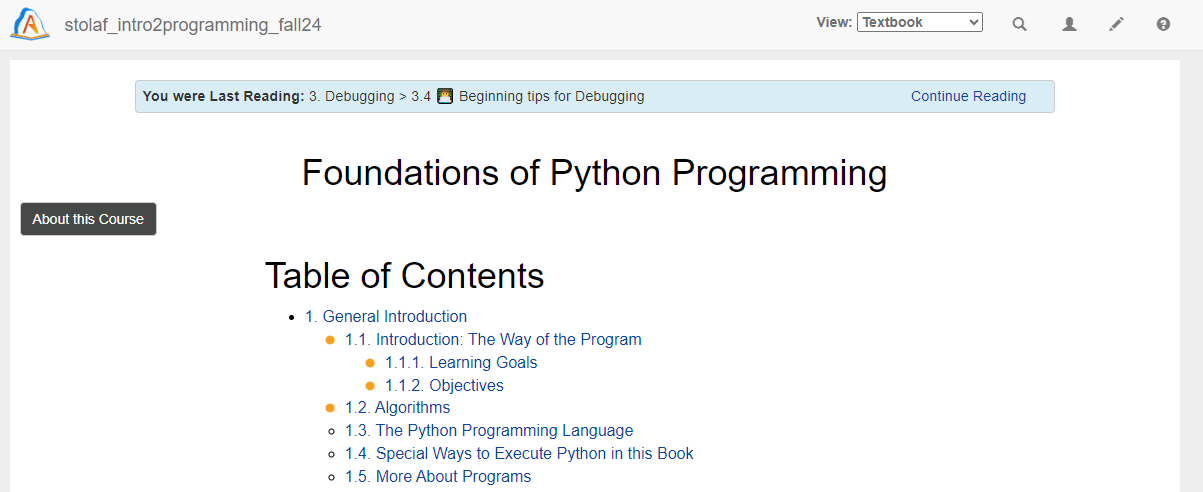 stolaf_intro2programming_fall24
View: Textbook
You were Last Reading: 3. Debugging > 3.4 Beginning tips for Debugging Continue Reading
Foundations of Python Programming
About this Course
Table of Contents
1. General Introduction
1.1. Introduction: The Way of the Program
1.1.1. Learning Goals
1.1.2. Objectives
1.2. Algorithms
1.3. The Python Programming Language
1.4. Special Ways to Execute Python in this Book
1.5. More About Programs